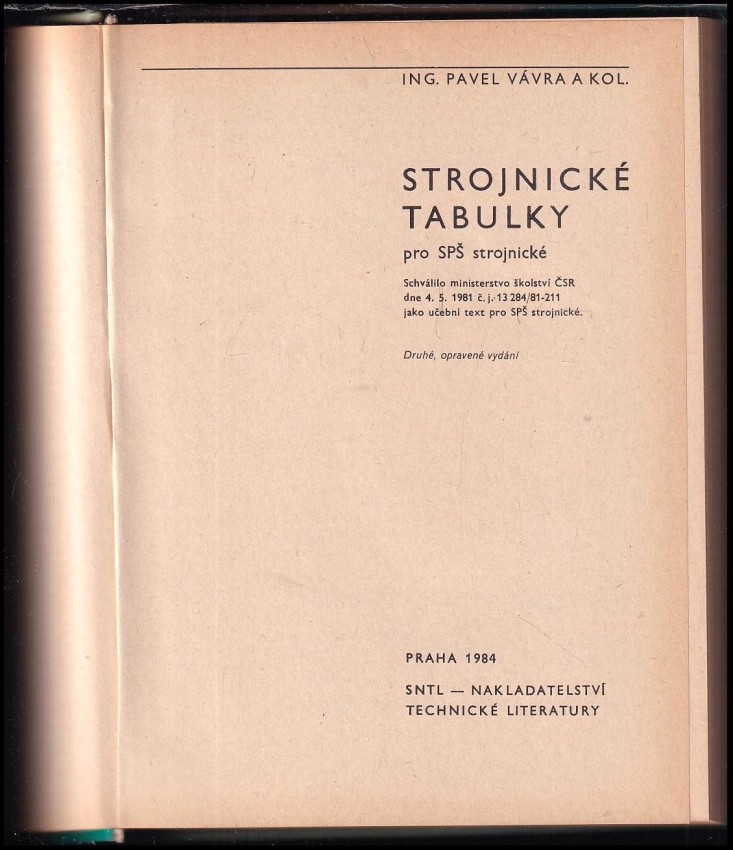 ING. PAVEL VÁVRA A KOL.
STROJNICKÉ
TABULKY
pro SPŠ strojnické
Schválilo ministerstvo školství ČSR
dne 4. 5. 1981 č. j. 13 284/81-211
jako učební text pro SPŠ strojnické.
Druhé, opravené vydání
PRAHA 1984
SNTL — NAKLADATELSTVÍ
TECHNICKÉ LITERATURY